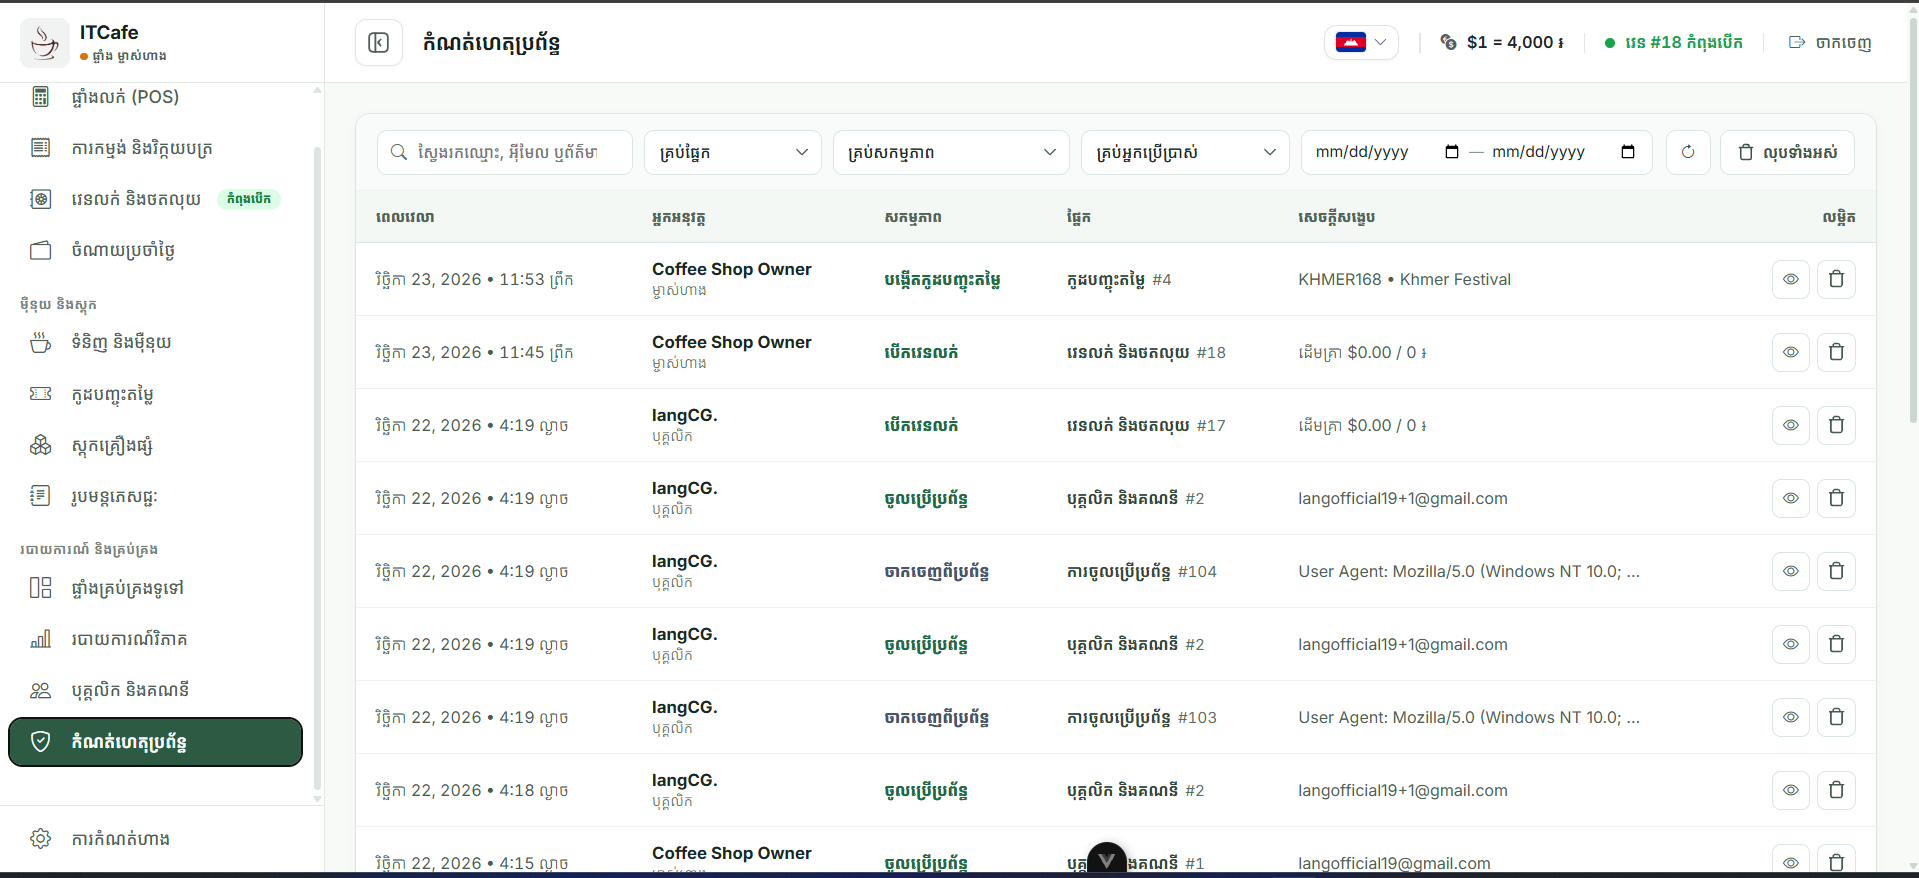 ITCafe
ផ្ទាំង ម្ចាស់ហាង
កំណត់ហេតុប្រព័ន្ធ
$1 = 4,000 ៛
វេន #18 កំពុងបើក
ចាកចេញ
ផ្ទាំងលក់ (POS)
ការកម្មង់ និងវិក្កយបត្រ
វេនលក់ និងថតលុយ
កំពុងបើក
ចំណាយប្រចាំថ្ងៃ
ម៉ឺនុយ និងស្តុក
ទំនិញ និងម៉ឺនុយ
កូដបញ្ចុះតម្លៃ
ស្តុកគ្រឿងផ្សំ
រូបមន្តភេសជ្ជៈ
របាយការណ៍ និងគ្រប់គ្រង
ផ្ទាំងគ្រប់គ្រងទូទៅ
របាយការណ៍វិភាគ
បុគ្គលិក និងគណនី
កំណត់ហេតុប្រព័ន្ធ
ការកំណត់ហាង
ស្វែងរកឈ្មោះ, អ៊ីមែល ឬព័ត៌មា
គ្រប់ផ្នែក
គ្រប់សកម្មភាព
គ្រប់អ្នកប្រើប្រាស់
mm/dd/yyyy — mm/dd/yyyy
លុបទាំងអស់
ពេលវេលា អ្នកអនុវត្ត សកម្មភាព ផ្នែក សេចក្តីសង្ខេប លម្អិត
វិច្ឆិកា 23, 2026 • 11:53 ព្រឹក Coffee Shop Owner បង្កើតកូដបញ្ចុះតម្លៃ កូដបញ្ចុះតម្លៃ #4 KHMER168 • Khmer Festival
ម្ចាស់ហាង
វិច្ឆិកា 23, 2026 • 11:45 ព្រឹក Coffee Shop Owner បើកវេនលក់ វេនលក់ និងថតលុយ #18 ដើមគ្រា $0.00 / 0 ៛
ម្ចាស់ហាង
វិច្ឆិកា 22, 2026 • 4:19 ល្ងាច langCG. បើកវេនលក់ វេនលក់ និងថតលុយ #17 ដើមគ្រា $0.00 / 0 ៛
បុគ្គលិក
វិច្ឆិកា 22, 2026 • 4:19 ល្ងាច langCG. ចូលប្រើប្រព័ន្ធ បុគ្គលិក និងគណនី #2 langofficial19+1@gmail.com
បុគ្គលិក
វិច្ឆិកា 22, 2026 • 4:19 ល្ងាច langCG. ចាកចេញពីប្រព័ន្ធ ការចូលប្រើប្រព័ន្ធ #104 User Agent: Mozilla/5.0 (Windows NT 10.0; ...
បុគ្គលិក
វិច្ឆិកា 22, 2026 • 4:19 ល្ងាច langCG. ចូលប្រើប្រព័ន្ធ បុគ្គលិក និងគណនី #2 langofficial19+1@gmail.com
បុគ្គលិក
វិច្ឆិកា 22, 2026 • 4:19 ល្ងាច langCG. ចាកចេញពីប្រព័ន្ធ ការចូលប្រើប្រព័ន្ធ #103 User Agent: Mozilla/5.0 (Windows NT 10.0; ...
បុគ្គលិក
វិច្ឆិកា 22, 2026 • 4:18 ល្ងាច langCG. ចូលប្រើប្រព័ន្ធ បុគ្គលិក និងគណនី #2 langofficial19+1@gmail.com
បុគ្គលិក
វិច្ឆិកា 22, 2026 • 4:15 ល្ងាច Coffee Shop Owner ចូលប្រើប្រព័ន្ធ #1 langofficial19@gmail.com